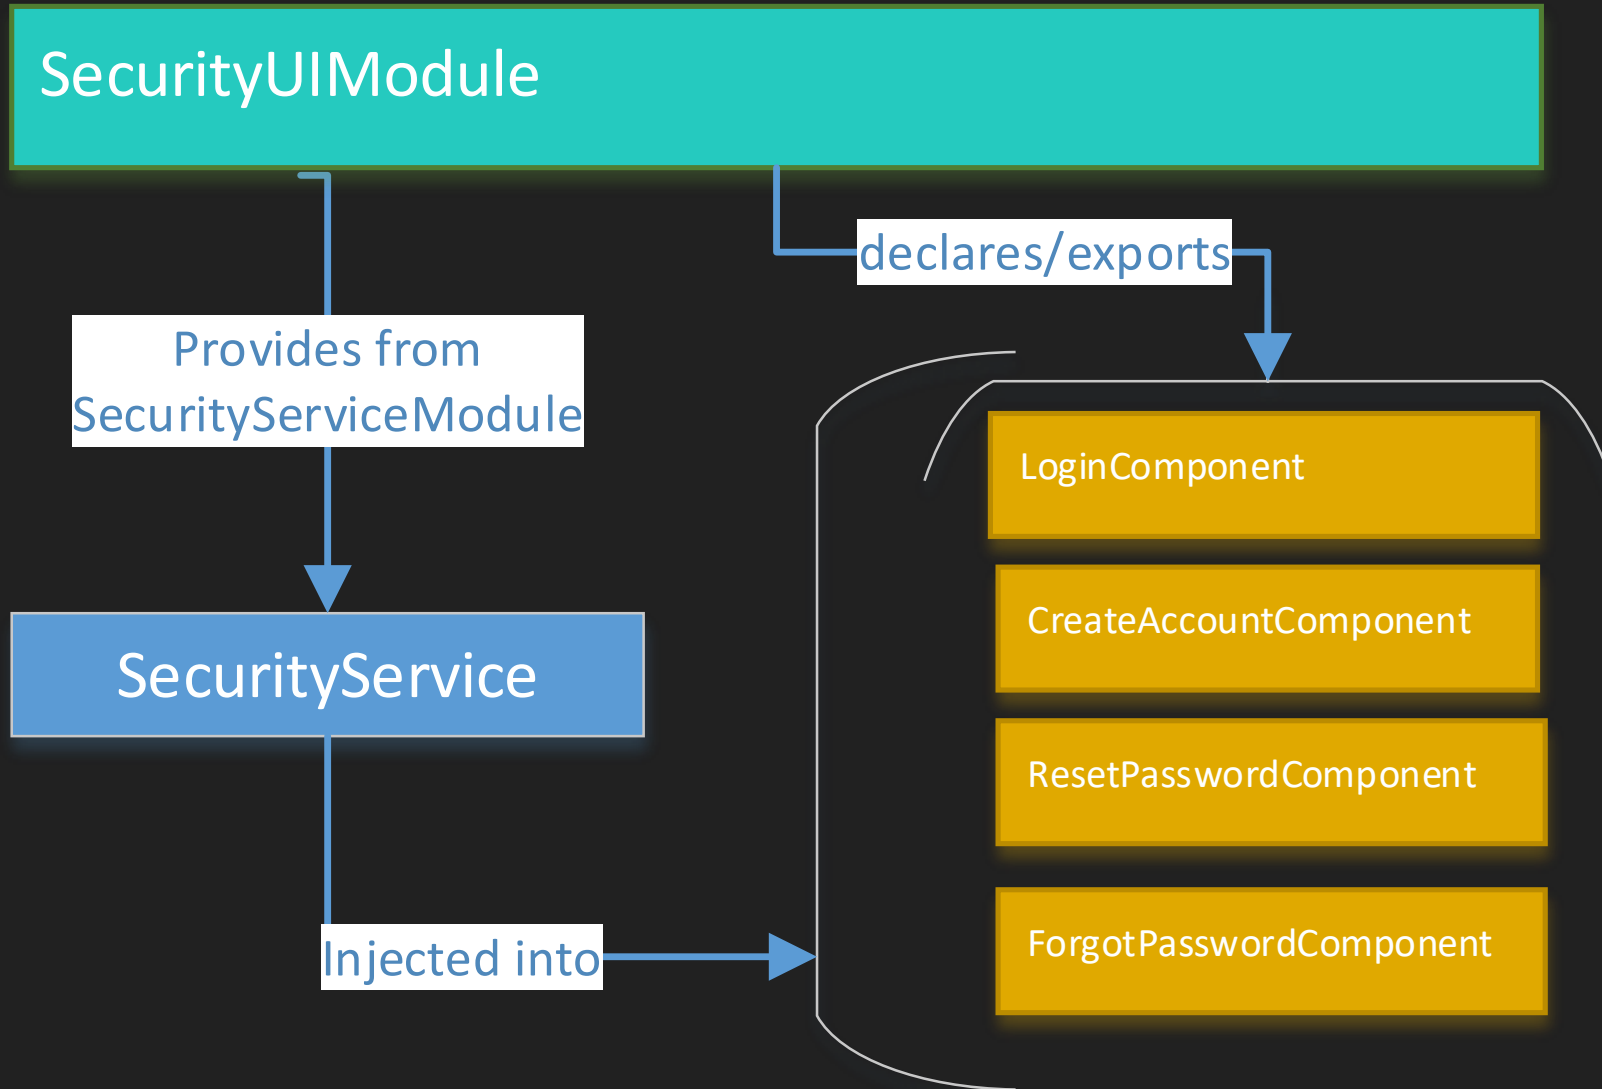 SecurityUIModule
declares/exports
Provides from
SecurityServiceModule
LoginComponent
CreateAccountComponent
SecurityService
ResetPasswordComponent
ForgotPasswordComponent
Injected into